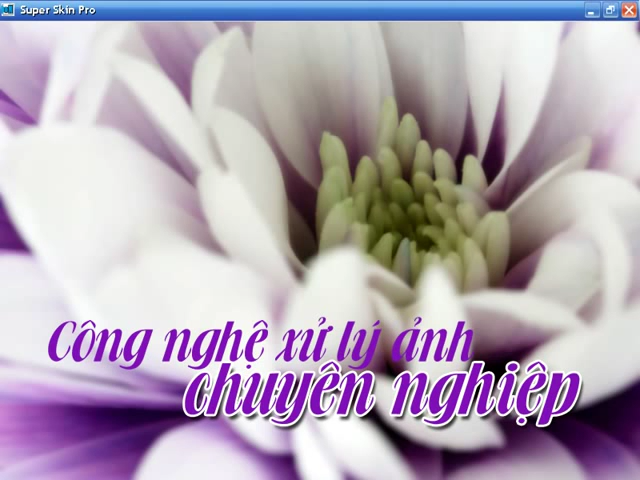 Super Skin Pro
Công nghệ xử lý ảnh
chuyên nghiệp